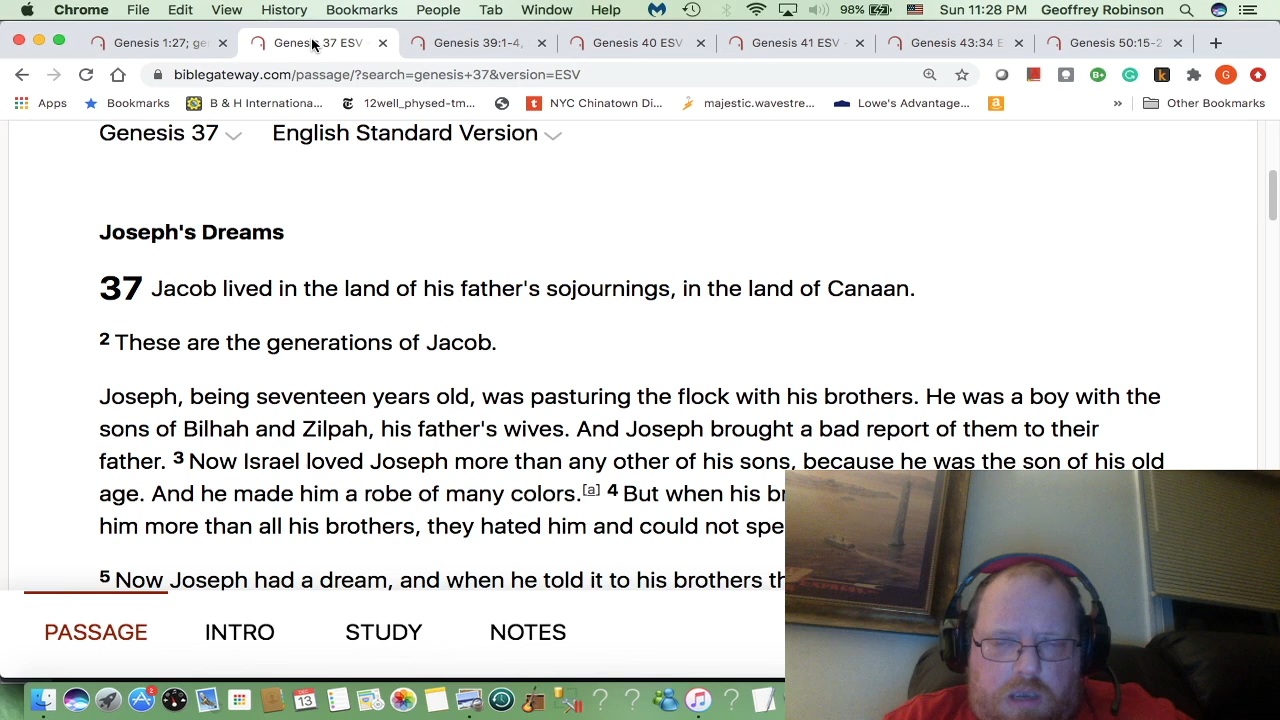 Chrome File Edit View History Bookmarks People Tab Window Help 98% Sun 11:28 PM Geoffrey Robinson
Genesis 1:27; ge Genesis 37 ESV Genesis 39:1-4, Genesis 40 ESV Genesis 41 ESV Genesis 43:34 E Genesis 50:15-2
biblegateway.com/passage/?search=genesis+37&version=ESV G
Apps Bookmarks B & H Internationa... 12well_physed-tm... NYC Chinatown Di... majestic.wavestre... Lowe's Advantage... » Other Bookmarks
Genesis 37 English Standard Version
Joseph's Dreams
37 Jacob lived in the land of his father's sojournings, in the land of Canaan.
2 These are the generations of Jacob.
Joseph, being seventeen years old, was pasturing the flock with his brothers. He was a boy with the
sons of Bilhah and Zilpah, his father's wives. And Joseph brought a bad report of them to their
father. 3 Now Israel loved Joseph more than any other of his sons, because he was the son of his old
age. And he made him a robe of many colors.[a] 4 But when his br
him more than all his brothers, they hated him and could not spe
5 Now Joseph had a dream, and when he told it to his brothers th
PASSAGE INTRO STUDY NOTES
DEC 13